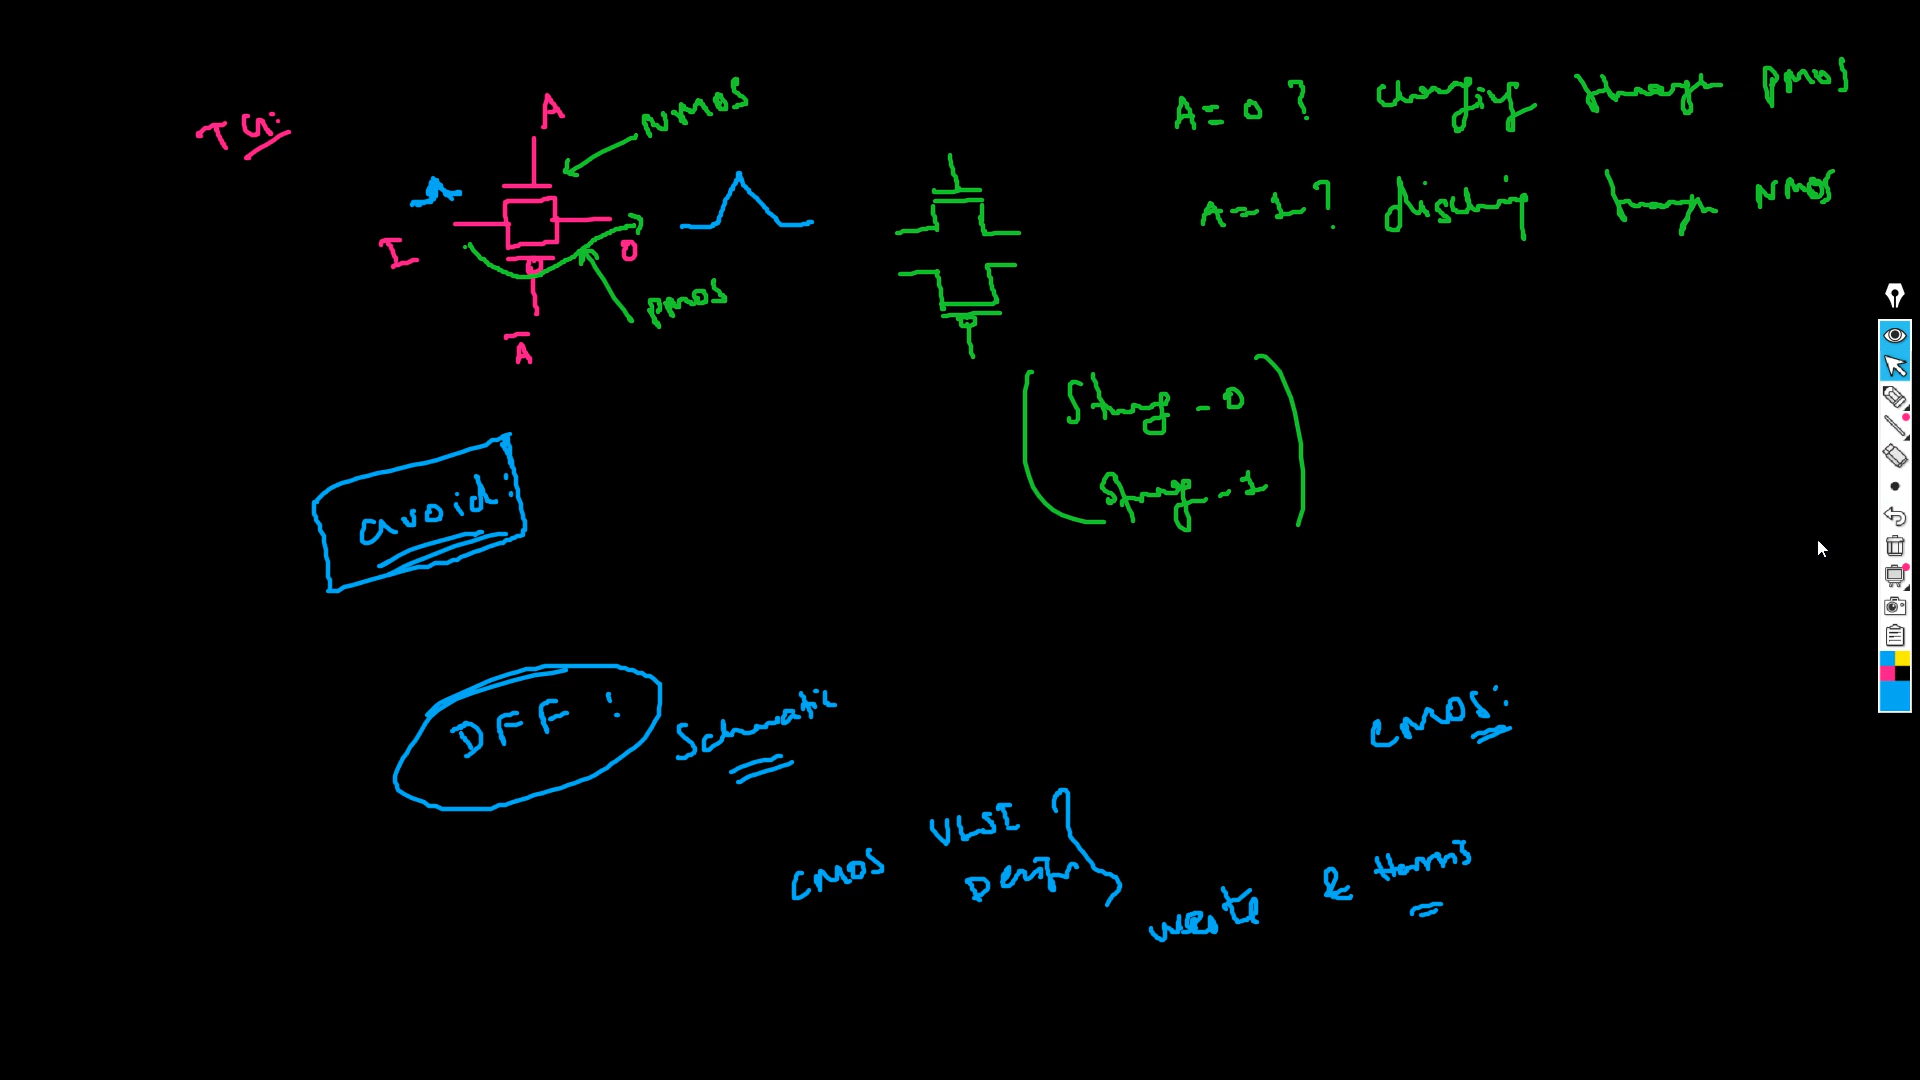 TG:
A
NMOS
I
O
PMOS
A̅
A = 0 ? charging through PMOS
A = 1 ? discharging through NMOS
Strong - 0
Strong - 1
avoid:
DFF :
Schematic
CMOS:
CMOS VLSI
Design
Weste & Harris